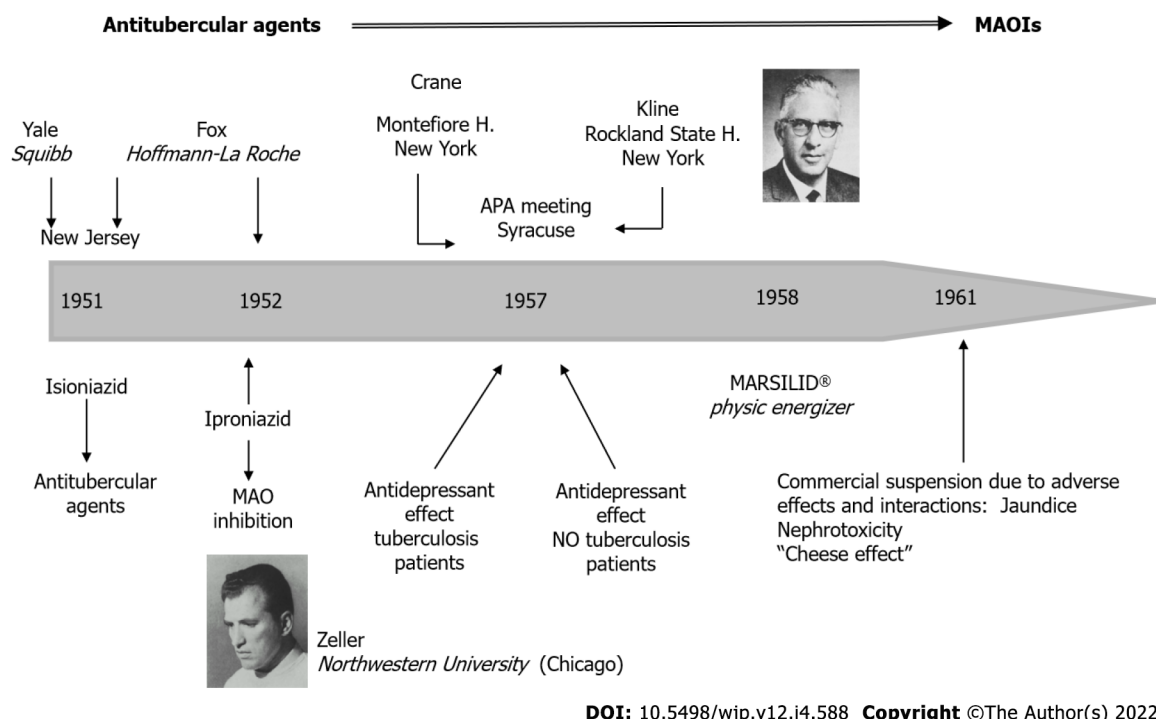 Antitubercular agents
MAOIs
Crane
Montefiore H.
New York
Kline
Rockland State H.
New York
Yale
Squibb
Fox
Hoffmann-La Roche
New Jersey
APA meeting
Syracuse
1951
1952
1957
1958
1961
Isioniazid
Antitubercular
agents
Iproniazid
MAO
inhibition
Antidepressant
effect
tuberculosis
patients
Antidepressant
effect
NO tuberculosis
patients
MARSILID®
physic energizer
Commercial suspension due to adverse
effects and interactions: Jaundice
Nephrotoxicity
“Cheese effect”
Zeller
Northwestern University (Chicago)
DOI: 10.5498/wjp.v12.i4.588 Copyright ©The Author(s) 2022